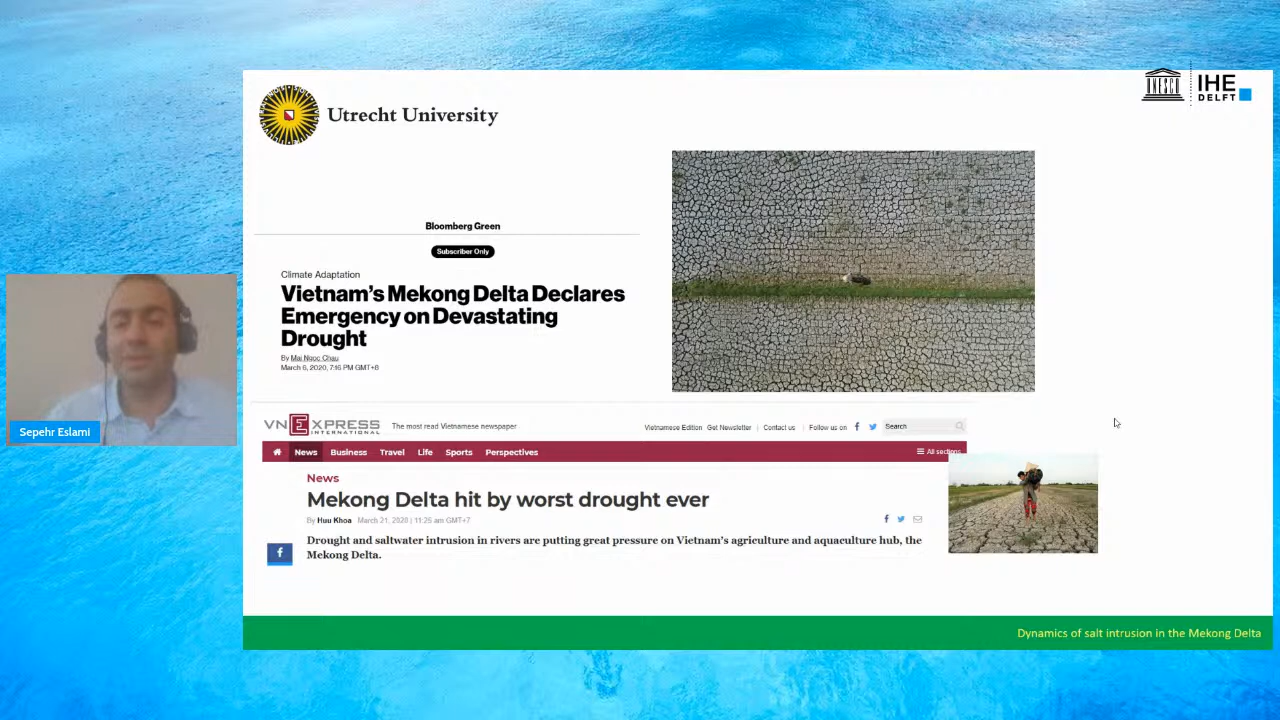 Utrecht University
UNESCO
IHE
DELFT
Bloomberg Green
Subscriber Only
Climate Adaptation
Vietnam's Mekong Delta Declares
Emergency on Devastating
Drought
By Mai Ngoc Chau
March 6, 2020, 7:16 PM GMT+8
VN EXPRESS
INTERNATIONAL
The most read Vietnamese newspaper
Vietnamese Edition Get Newsletter | Contact us | Follow us on f Search
News Business Travel Life Sports Perspectives All sections
News
Mekong Delta hit by worst drought ever
By Huu Khoa March 21, 2020 | 11:25 am GMT+7
f
Drought and saltwater intrusion in rivers are putting great pressure on Vietnam's agriculture and aquaculture hub, the
f
Mekong Delta.
Sepehr Eslami
Dynamics of salt intrusion in the Mekong Delta